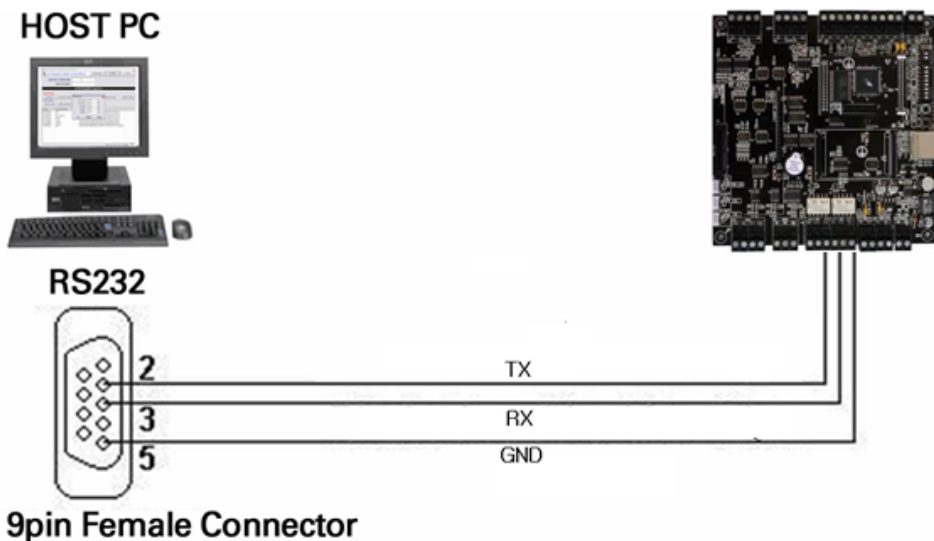 HOST PC
RS232
2
TX
3
RX
5
GND
9pin Female Connector